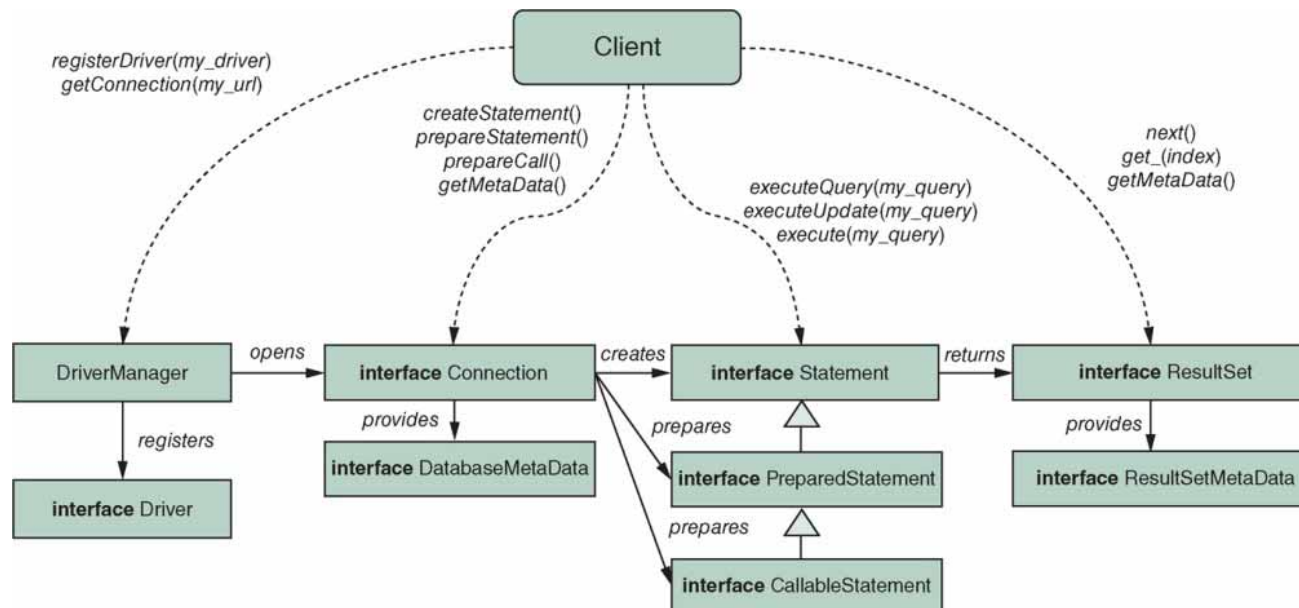 Client
registerDriver(my_driver)
getConnection(my_url)
createStatement()
prepareStatement()
prepareCall()
getMetaData()
executeQuery(my_query)
executeUpdate(my_query)
execute(my_query)
next()
get_(index)
getMetaData()
DriverManager
opens
interface Connection
creates
interface Statement
returns
interface ResultSet
registers
provides
prepares
provides
interface Driver
interface DatabaseMetaData
interface PreparedStatement
interface ResultSetMetaData
prepares
interface CallableStatement